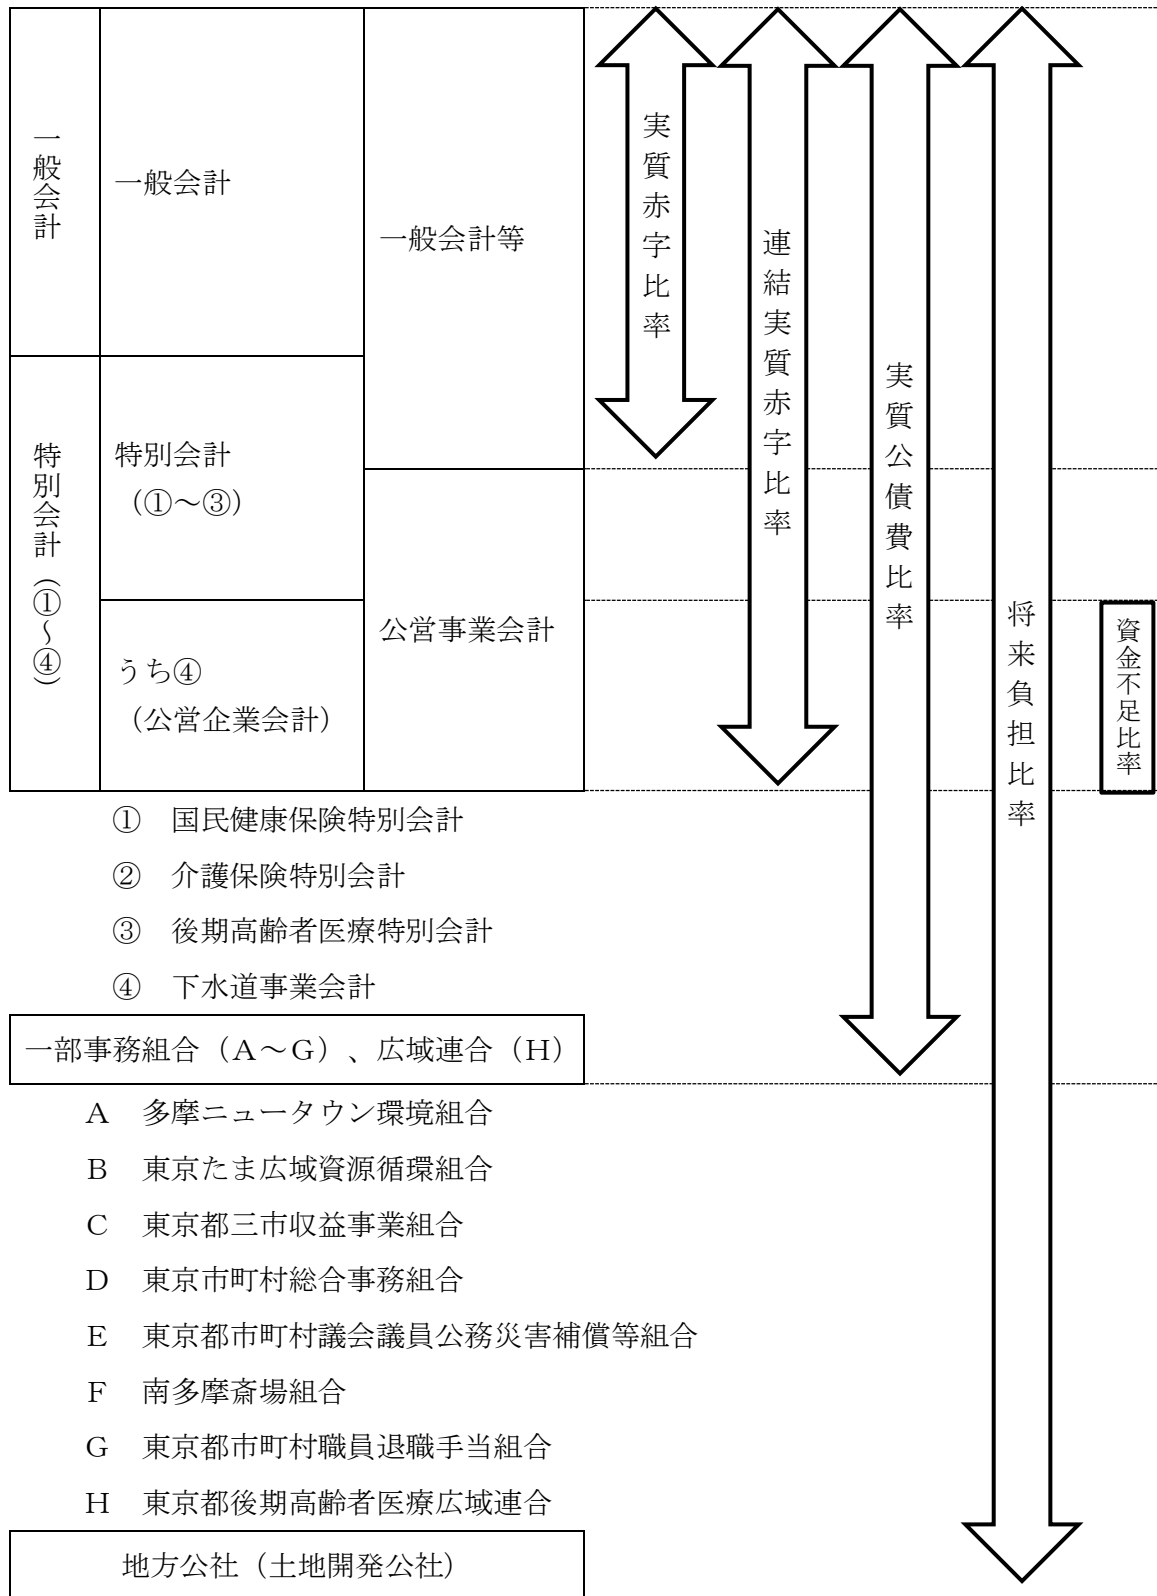 一般会計
一般会計
一般会計等
特別会計（①～④）
特別会計
（①～③）
うち④
（公営企業会計）
公営事業会計
実質赤字比率
連結実質赤字比率
実質公債費比率
将来負担比率
資金不足比率
①　国民健康保険特別会計
②　介護保険特別会計
③　後期高齢者医療特別会計
④　下水道事業会計
一部事務組合（Ａ～Ｇ）、広域連合（Ｈ）
Ａ　多摩ニュータウン環境組合
Ｂ　東京たま広域資源循環組合
Ｃ　東京都三市収益事業組合
Ｄ　東京市町村総合事務組合
Ｅ　東京都市町村議会議員公務災害補償等組合
Ｆ　南多摩斎場組合
Ｇ　東京都市町村職員退職手当組合
Ｈ　東京都後期高齢者医療広域連合
地方公社（土地開発公社）